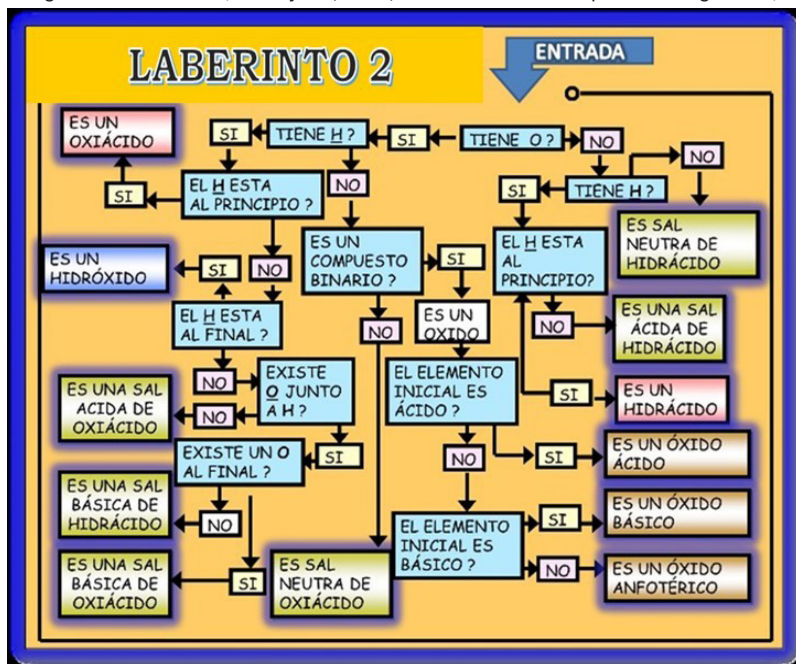 LABERINTO 2
ENTRADA
ES UN
OXIÁCIDO
SI
TIENE H ?
SI
TIENE O ?
NO
NO
SI
EL H ESTA
AL PRINCIPIO ?
NO
SI
TIENE H ?
ES SAL
NEUTRA DE
HIDRÁCIDO
ES UN
HIDRÓXIDO
SI
NO
ES UN
COMPUESTO
BINARIO ?
SI
EL H ESTA
AL
PRINCIPIO?
EL H ESTA
AL FINAL ?
NO
ES UN
OXIDO
NO
ES UNA SAL
ÁCIDA DE
HIDRÁCIDO
NO
EXISTE
O JUNTO
A H ?
EL ELEMENTO
INICIAL ES
ÁCIDO ?
SI
ES UN
HIDRÁCIDO
ES UNA SAL
ACIDA DE
OXIÁCIDO
NO
EXISTE UN O
AL FINAL ?
SI
NO
SI
ES UN ÓXIDO
ÁCIDO
ES UNA SAL
BÁSICA DE
HIDRÁCIDO
NO
EL ELEMENTO
INICIAL ES
BÁSICO ?
SI
ES UN ÓXIDO
BÁSICO
ES UNA SAL
BÁSICA DE
OXIÁCIDO
SI
ES SAL
NEUTRA DE
OXIÁCIDO
NO
ES UN ÓXIDO
ANFOTÉRICO